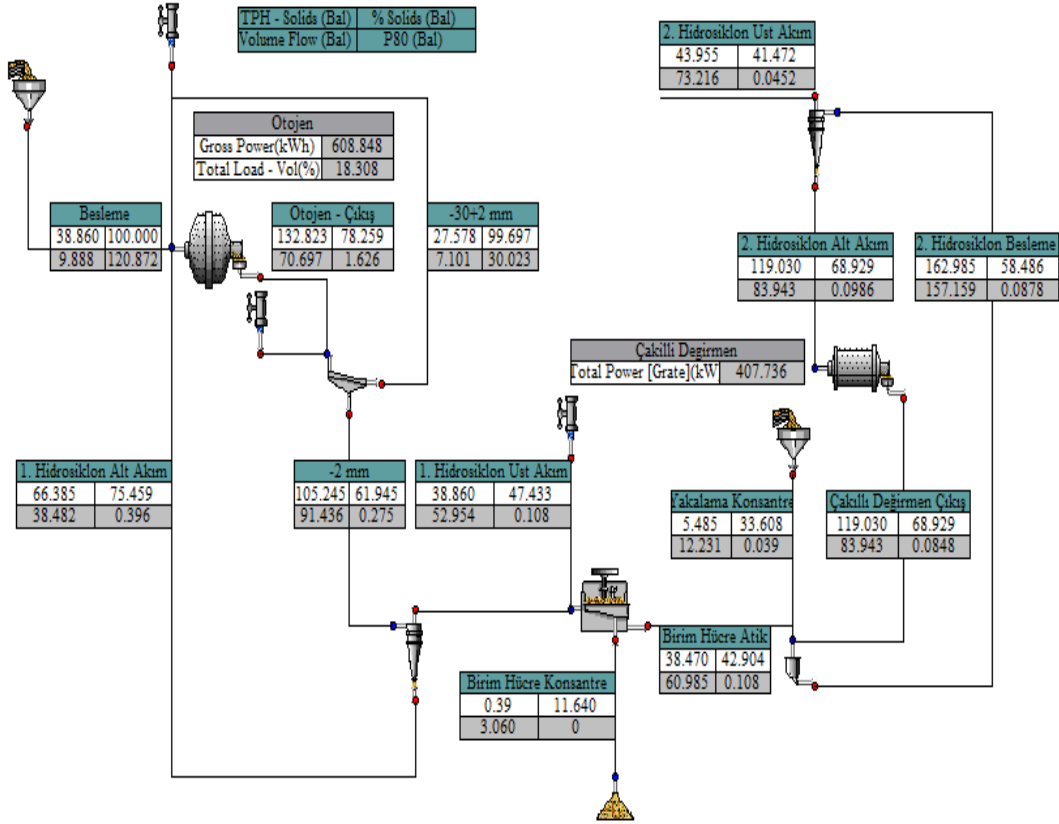 TPH - Solids (Bal) % Solids (Bal)
Volume Flow (Bal) P80 (Bal)
2. Hidrosiklon Ust Akım
43.955 41.472
73.216 0.0452
Otojen
Gross Power(kWh) 608.848
Total Load - Vol(%) 18.308
Besleme
38.860 100.000
9.888 120.872
Otojen - Çıkış
132.823 78.259
70.697 1.626
-30+2 mm
27.578 99.697
7.101 30.023
2. Hidrosiklon Alt Akım
119.030 68.929
83.943 0.0986
2. Hidrosiklon Besleme
162.985 58.486
157.159 0.0878
Çakilli Degirmen
Total Power [Grate](kW 407.736
1. Hidrosiklon Alt Akım
66.385 75.459
38.482 0.396
-2 mm
105.245 61.945
91.436 0.275
1. Hidrosiklon Ust Akım
38.860 47.433
52.954 0.108
Yakalama Konsantre
5.485 33.608
12.231 0.039
Çakıllı Değirmen Çıkış
119.030 68.929
83.943 0.0848
Birim Hücre Atik
38.470 42.904
60.985 0.108
Birim Hücre Konsantre
0.39 11.640
3.060 0